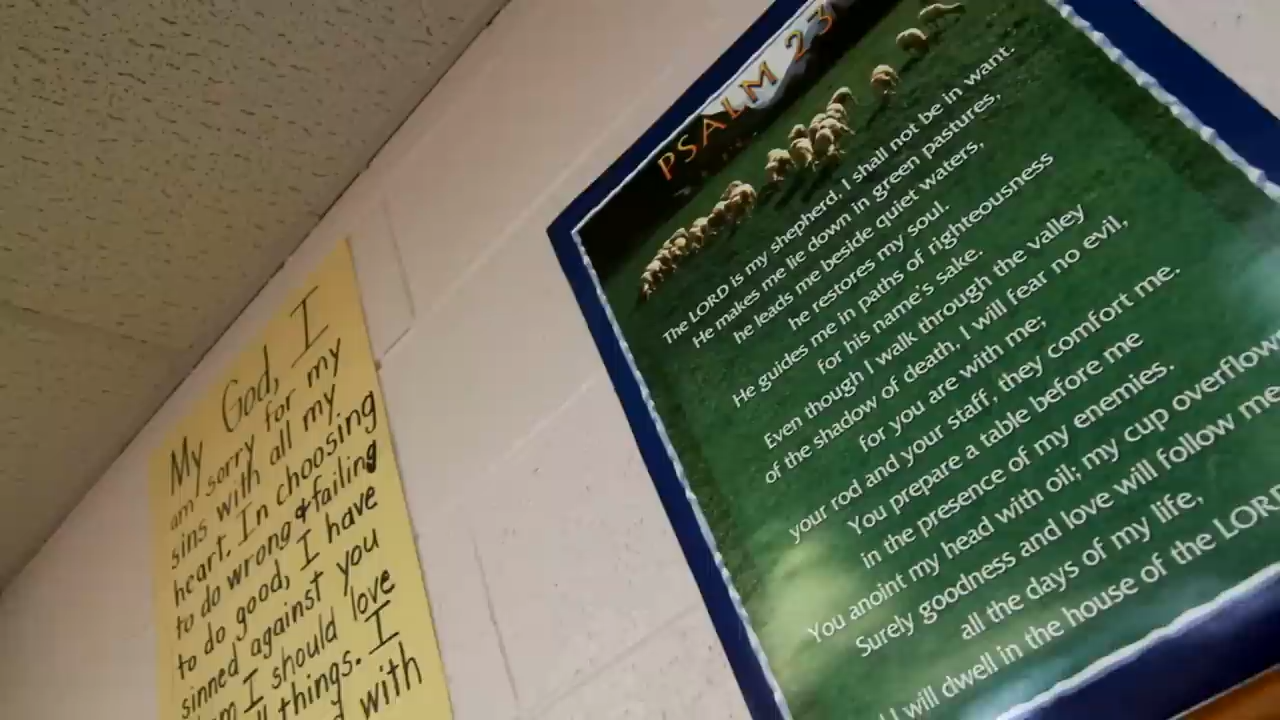 My God, I
am sorry for my
sins with all my
heart. In choosing
to do wrong & failing
to do good, I have
sinned against you
I should love
things. I
with
PSALM 23
The LORD is my shepherd, I shall not be in want.
He makes me lie down in green pastures,
he leads me beside quiet waters,
he restores my soul.
He guides me in paths of righteousness
for his name's sake.
Even though I walk through the valley
of the shadow of death, I will fear no evil,
for you are with me;
your rod and your staff, they comfort me.
You prepare a table before me
in the presence of my enemies.
You anoint my head with oil; my cup overflow
Surely goodness and love will follow me
all the days of my life,
I will dwell in the house of the LORD